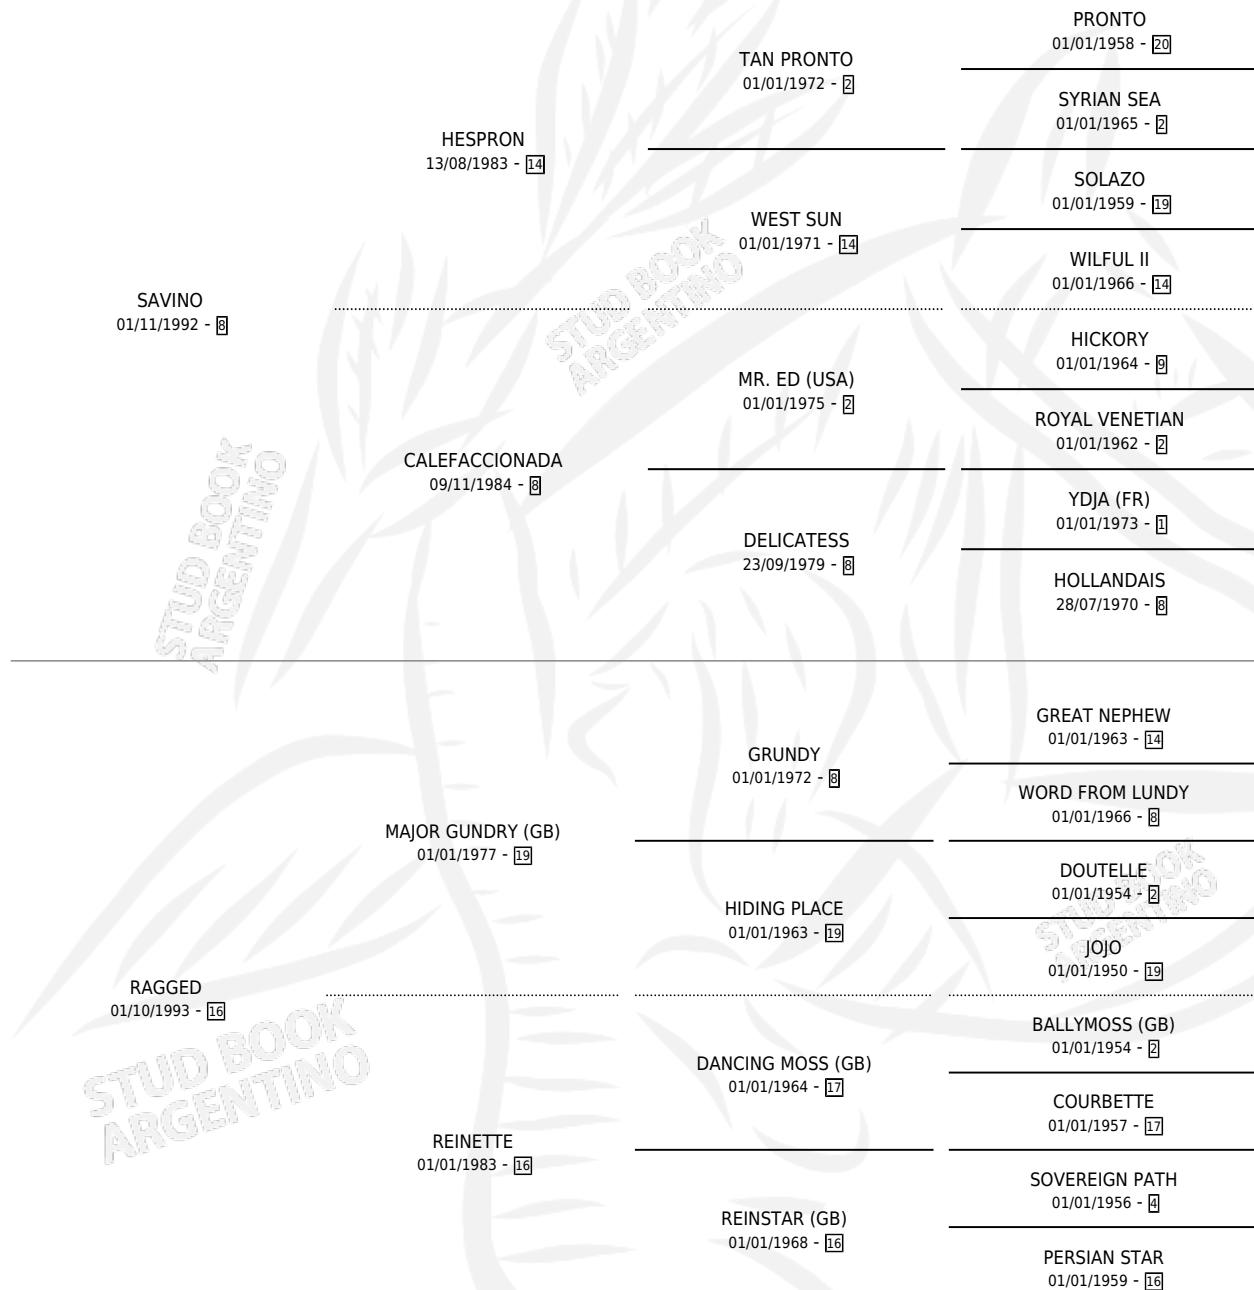 PRONTO
01/01/1958 - 20
TAN PRONTO
01/01/1972 - 2
SYRIAN SEA
01/01/1965 - 2
HESPRON
13/08/1983 - 14
SOLAZO
01/01/1959 - 19
WEST SUN
01/01/1971 - 14
WILFUL II
01/01/1966 - 14
SAVINO
01/11/1992 - 8
HICKORY
01/01/1964 - 9
MR. ED (USA)
01/01/1975 - 2
ROYAL VENETIAN
01/01/1962 - 2
CALEFACCIONADA
09/11/1984 - 8
YDJA (FR)
01/01/1973 - 1
DELICATESS
23/09/1979 - 8
HOLLANDAIS
28/07/1970 - 8
GREAT NEPHEW
01/01/1963 - 14
GRUNDY
01/01/1972 - 8
WORD FROM LUNDY
01/01/1966 - 8
MAJOR GUNDRY (GB)
01/01/1977 - 19
DOUTELLE
01/01/1954 - 2
HIDING PLACE
01/01/1963 - 19
JOJO
01/01/1950 - 19
RAGGED
01/10/1993 - 16
BALLYMOSS (GB)
01/01/1954 - 2
DANCING MOSS (GB)
01/01/1964 - 17
COURBETTE
01/01/1957 - 17
REINETTE
01/01/1983 - 16
SOVEREIGN PATH
01/01/1956 - 4
REINSTAR (GB)
01/01/1968 - 16
PERSIAN STAR
01/01/1959 - 16
STUD BOOK
ARGENTINO
STUD BOOK
ARGENTINO
STUD BOOK
ARGENTINO
STUD BOOK
ARGENTINO